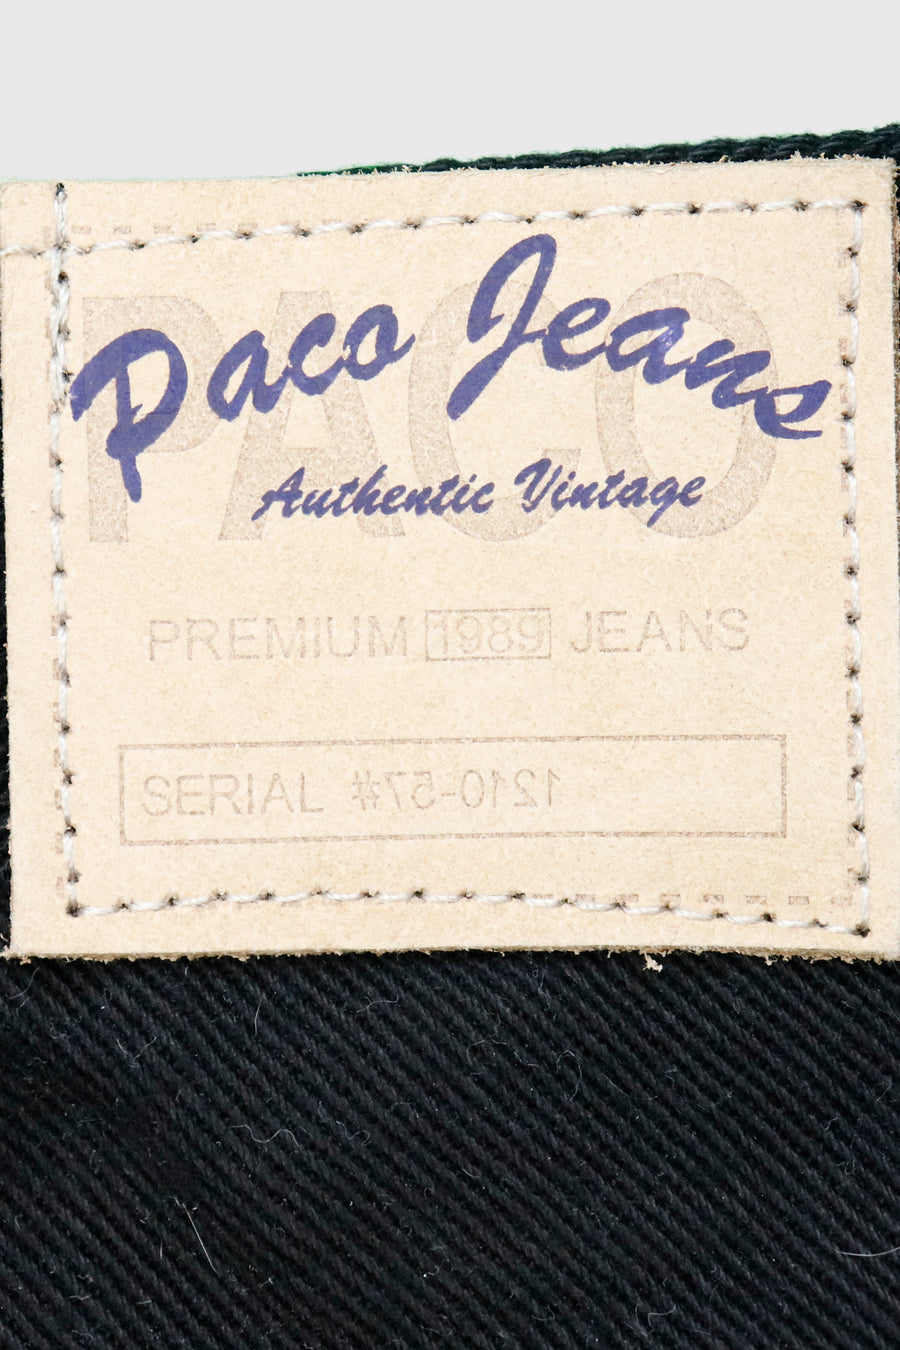 PACO
Paco Jeans
Authentic Vintage
PREMIUM 1989 JEANS
SERIAL 1210-57#